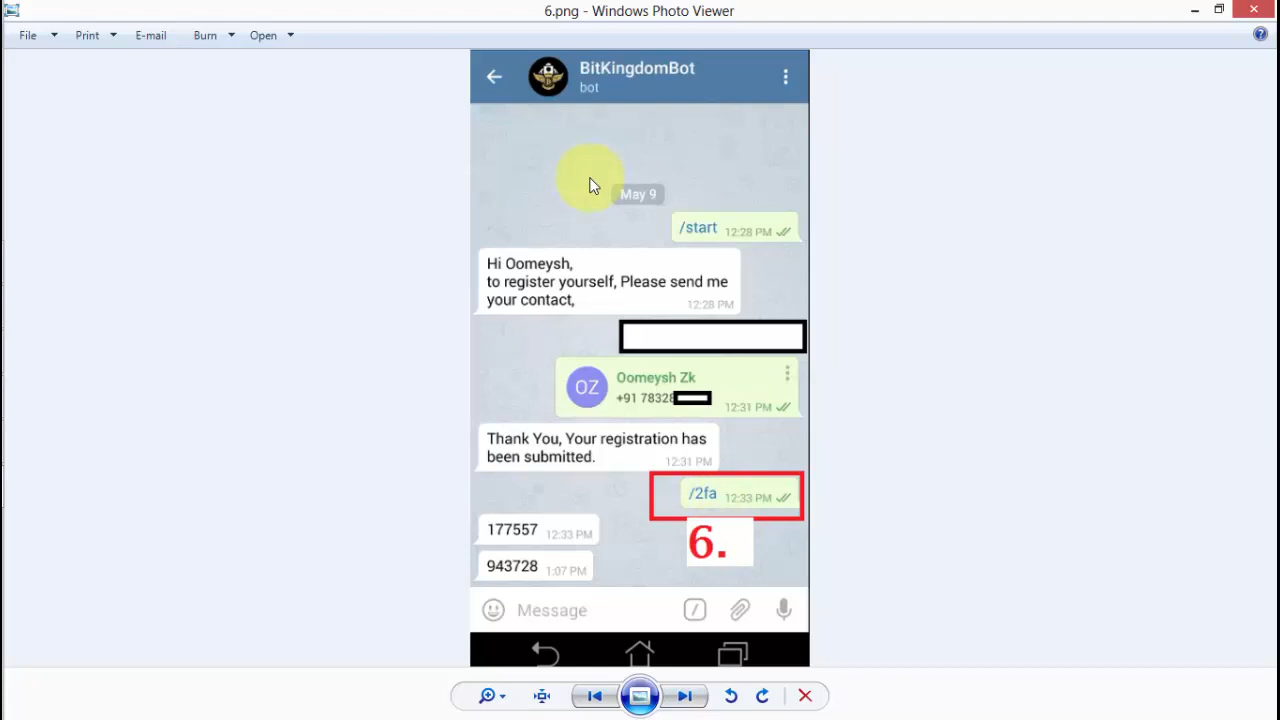 6.png - Windows Photo Viewer
File Print E-mail Burn Open
BitKingdomBot
bot
May 9
/start 12:28 PM
Hi Oomeysh,
to register yourself, Please send me
your contact,
12:28 PM
OZ
Oomeysh Zk
+91 78328
12:31 PM
Thank You, Your registration has
been submitted.
12:31 PM
/2fa 12:33 PM
177557 12:33 PM
6.
943728 1:07 PM
Message